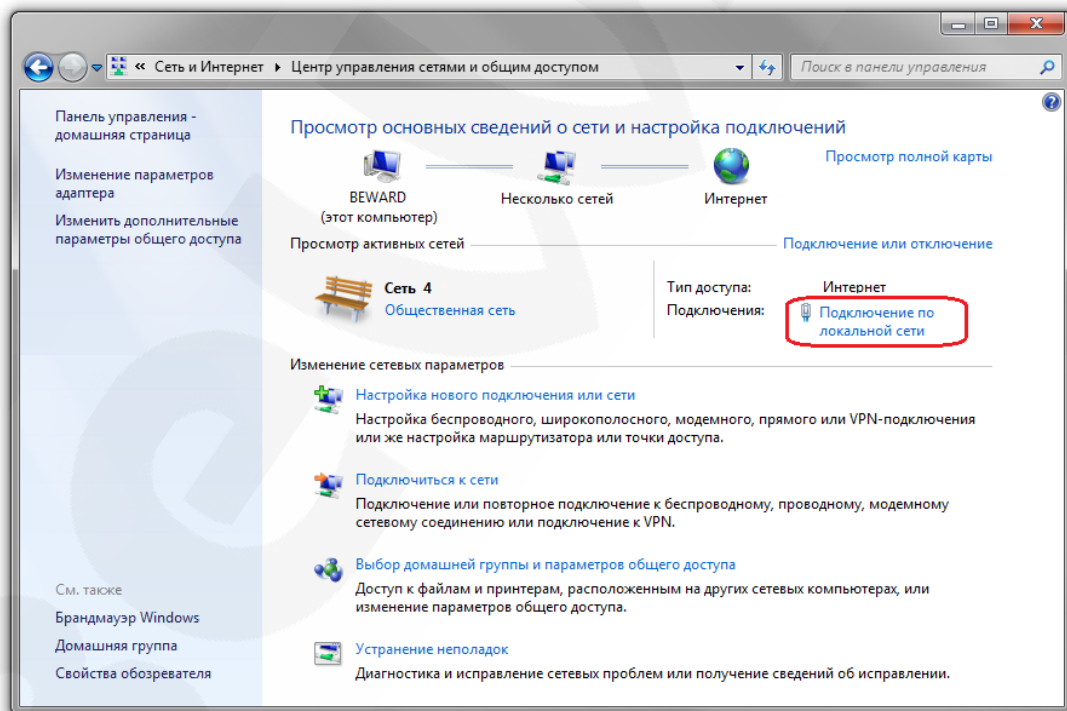 « Сеть и Интернет ▸ Центр управления сетями и общим доступом
Поиск в панели управления
Панель управления -
домашняя страница
Изменение параметров
адаптера
Изменить дополнительные
параметры общего доступа
См. также
Брандмауэр Windows
Домашняя группа
Свойства обозревателя
Просмотр основных сведений о сети и настройка подключений
Просмотр полной карты
BEWARD
(этот компьютер)
Несколько сетей
Интернет
Просмотр активных сетей
Подключение или отключение
Сеть 4
Общественная сеть
Тип доступа: Интернет
Подключения: Подключение по
локальной сети
Изменение сетевых параметров
Настройка нового подключения или сети
Настройка беспроводного, широкополосного, модемного, прямого или VPN-подключения
или же настройка маршрутизатора или точки доступа.
Подключиться к сети
Подключение или повторное подключение к беспроводному, проводному, модемному
сетевому соединению или подключение к VPN.
Выбор домашней группы и параметров общего доступа
Доступ к файлам и принтерам, расположенным на других сетевых компьютерах, или
изменение параметров общего доступа.
Устранение неполадок
Диагностика и исправление сетевых проблем или получение сведений об исправлении.